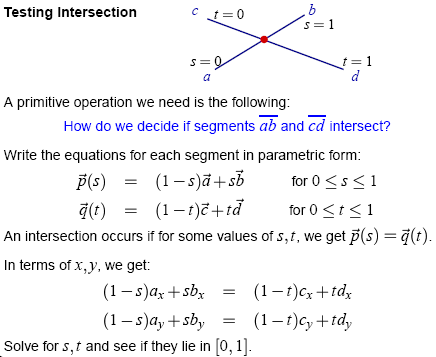 Testing Intersection
c t = 0
b
s = 1
s = 0
a
t = 1
d
A primitive operation we need is the following:
How do we decide if segments \overline{ab} and \overline{cd} intersect?
Write the equations for each segment in parametric form:
\vec{p}(s) = (1−s)\vec{a}+s\vec{b} for 0 ≤ s ≤ 1
\vec{q}(t) = (1−t)\vec{c}+t\vec{d} for 0 ≤ t ≤ 1
An intersection occurs if for some values of s,t, we get \vec{p}(s) = \vec{q}(t).
In terms of x,y, we get:
(1−s)a_x+sb_x = (1−t)c_x+td_x
(1−s)a_y+sb_y = (1−t)c_y+td_y
Solve for s,t and see if they lie in [0,1].